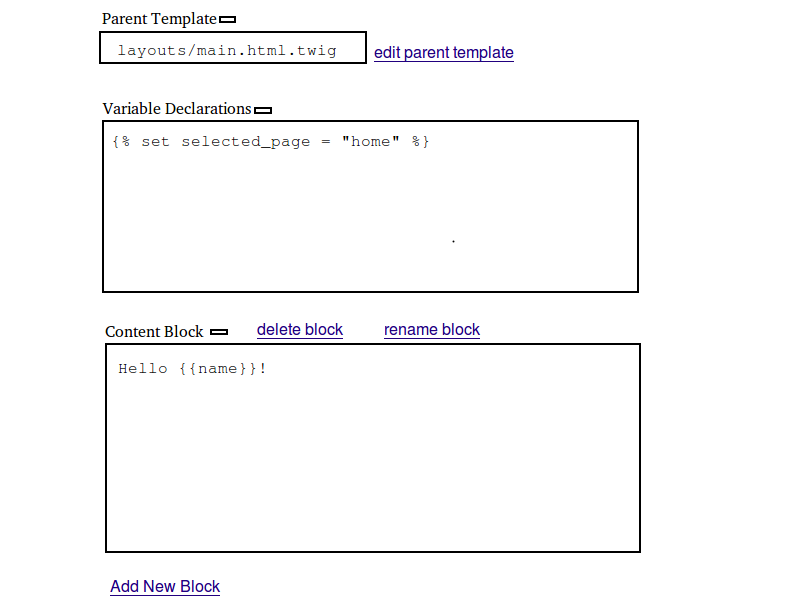 Parent Template
layouts/main.html.twig
edit parent template
Variable Declarations
{% set selected_page = "home" %}
Content Block
delete block
rename block
Hello {{name}}!
Add New Block